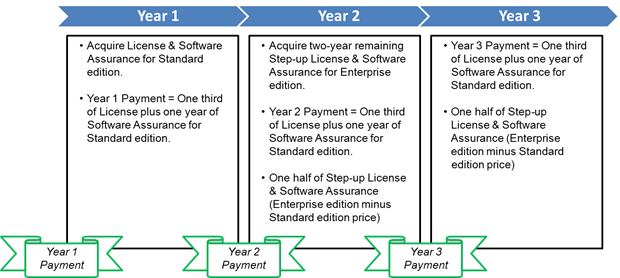 Year 1
Year 2
Year 3
• Acquire License & Software
Assurance for Standard
edition.
• Year 1 Payment = One third
of License plus one year of
Software Assurance for
Standard edition.
• Acquire two-year remaining
Step-up License & Software
Assurance for Enterprise
edition.
• Year 2 Payment = One third
of License plus one year of
Software Assurance for
Standard edition.
• One half of Step-up License
& Software Assurance
(Enterprise edition minus
Standard edition price)
• Year 3 Payment = One third
of License plus one year of
Software Assurance for
Standard edition.
• One half of Step-up
License & Software
Assurance (Enterprise
edition minus Standard
edition price)
Year 1
Payment
Year 2
Payment
Year 3
Payment